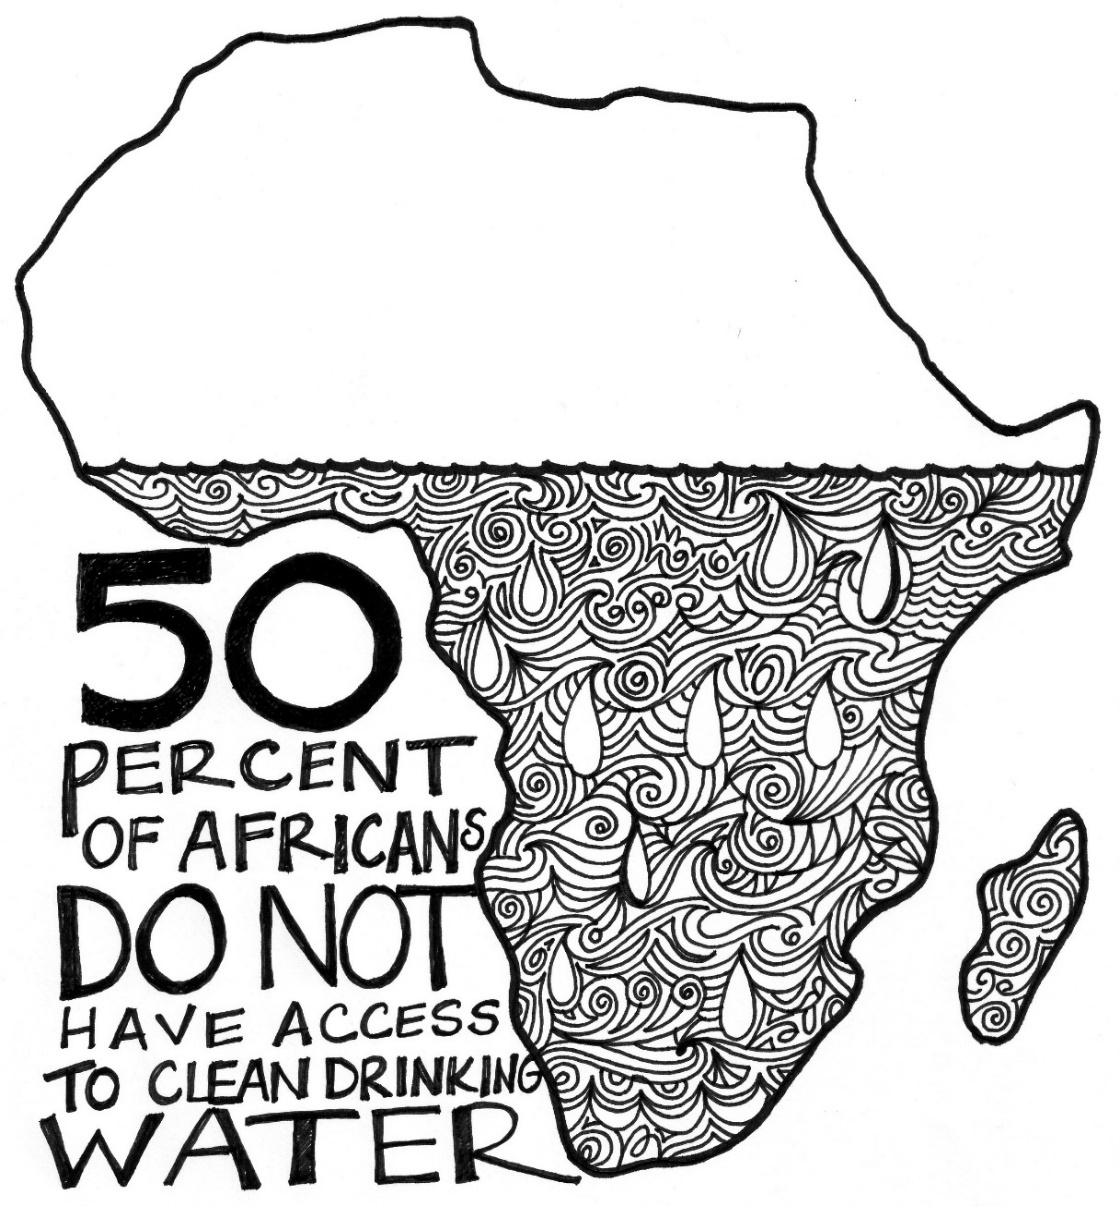 50
PERCENT
OF AFRICANS
DO NOT
HAVE ACCESS
TO CLEAN DRINKING
WATER